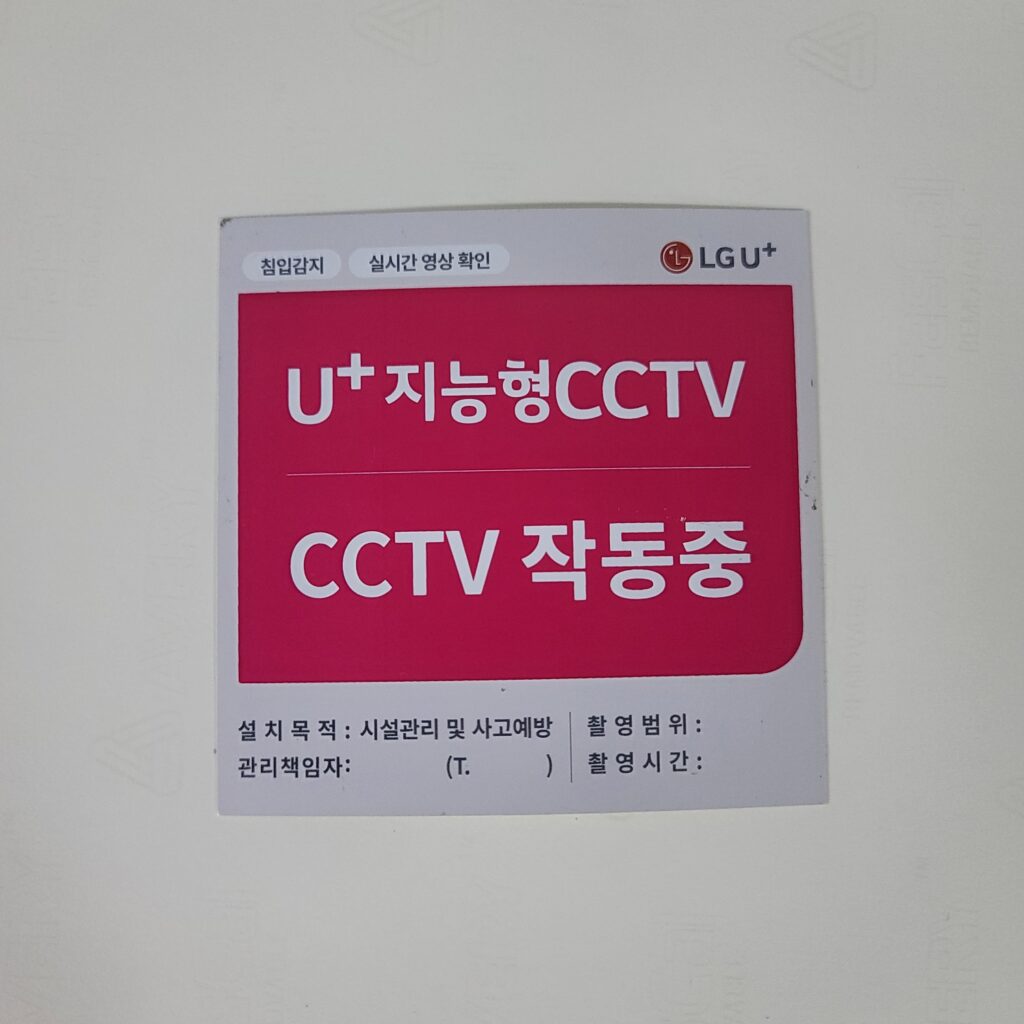 침입감지 실시간 영상 확인 LG U+
U+ 지능형CCTV
CCTV 작동중
설 치 목 적 : 시설관리 및 사고예방 촬 영 범 위 :
관리책임자: (T. ) 촬 영 시 간 :